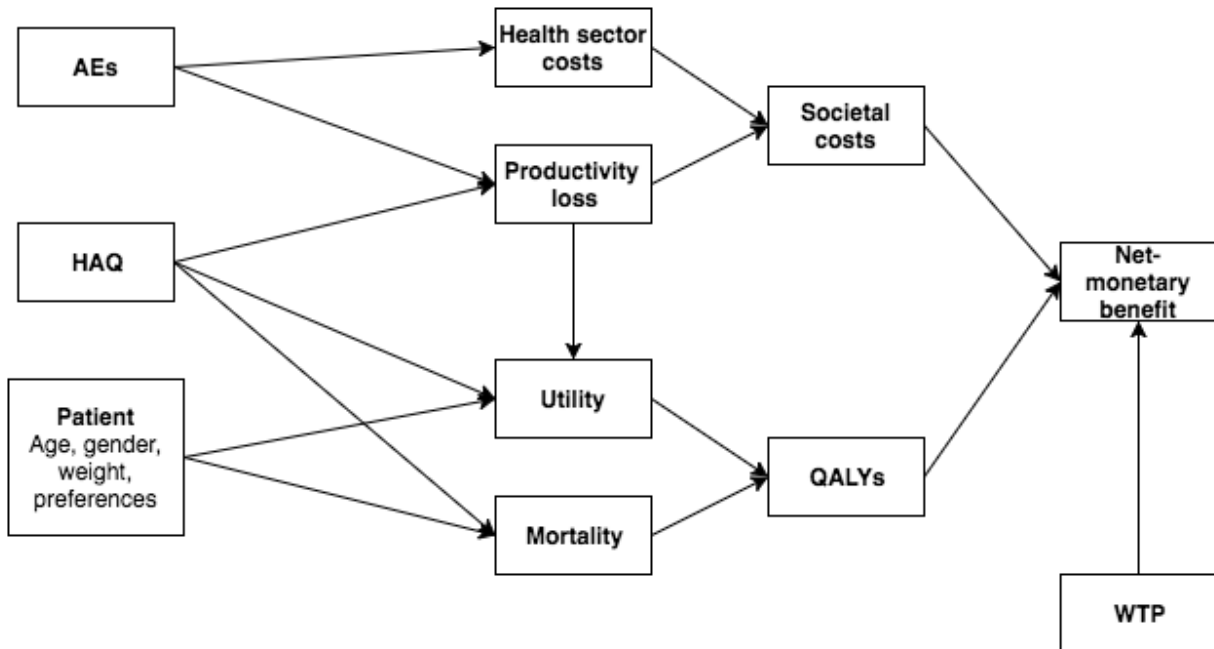 AEs
HAQ
Patient
Age, gender,
weight,
preferences
Health sector
costs
Productivity
loss
Utility
Mortality
Societal
costs
QALYs
Net-
monetary
benefit
WTP